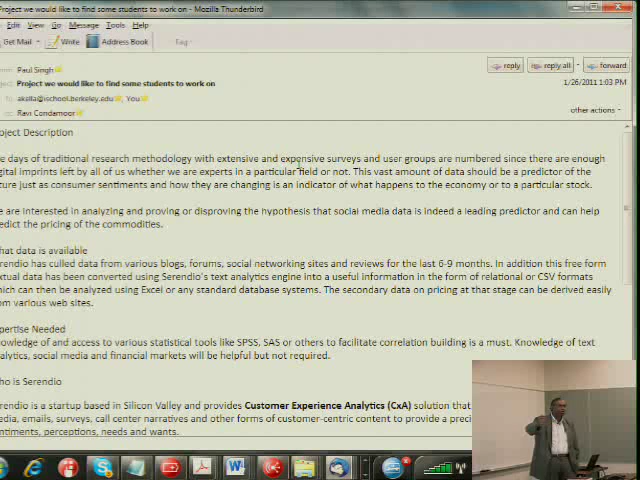 Project we would like to find some students to work on - Mozilla Thunderbird
Edit View Go Message Tools Help
Get Mail Write Address Book Tag
Paul Singh reply reply all forward
Project we would like to find some students to work on 1/26/2011 1:03 PM
akella@ischool.berkeley.edu, You
Ravi Condamoor other actions
oject Description
e days of traditional research methodology with extensive and expensive surveys and user groups are numbered since there are enough
gital imprints left by all of us whether we are experts in a particular field or not. This vast amount of data should be a predictor of the
ture just as consumer sentiments and how they are changing is an indicator of what happens to the economy or to a particular stock.
e are interested in analyzing and proving or disproving the hypothesis that social media data is indeed a leading predictor and can help
edict the pricing of the commodities.
hat data is available
erendio has culled data from various blogs, forums, social networking sites and reviews for the last 6-9 months. In addition this free form
xtual data has been converted using Serendio's text analytics engine into a useful information in the form of relational or CSV formats
hich can then be analyzed using Excel or any standard database systems. The secondary data on pricing at that stage can be derived easily
om various web sites.
pertise Needed
owledge of and access to various statistical tools like SPSS, SAS or others to facilitate correlation building is a must. Knowledge of text
alytics, social media and financial markets will be helpful but not required.
ho is Serendio
erendio is a startup based in Silicon Valley and provides Customer Experience Analytics (CxA) solution that
edia, emails, surveys, call center narratives and other forms of customer-centric content to provide a preci
ntiments, perceptions, needs and wants.